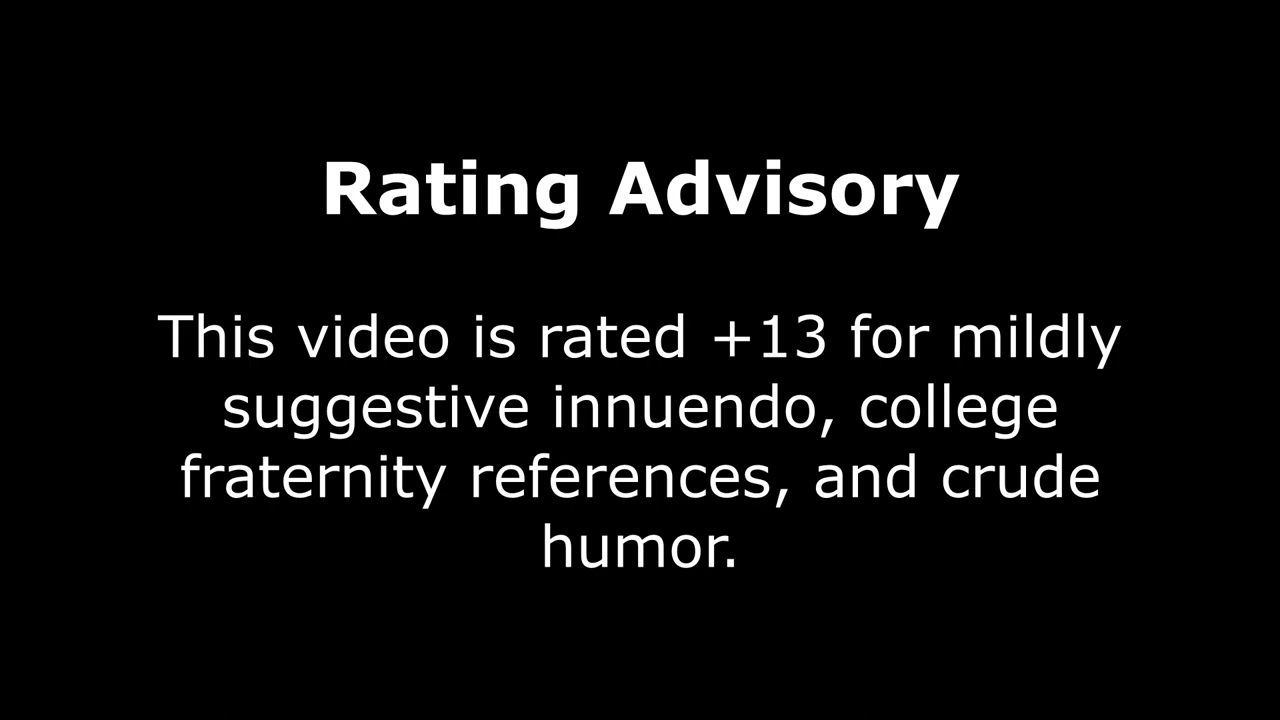 Rating Advisory
This video is rated +13 for mildly
suggestive innuendo, college
fraternity references, and crude
humor.